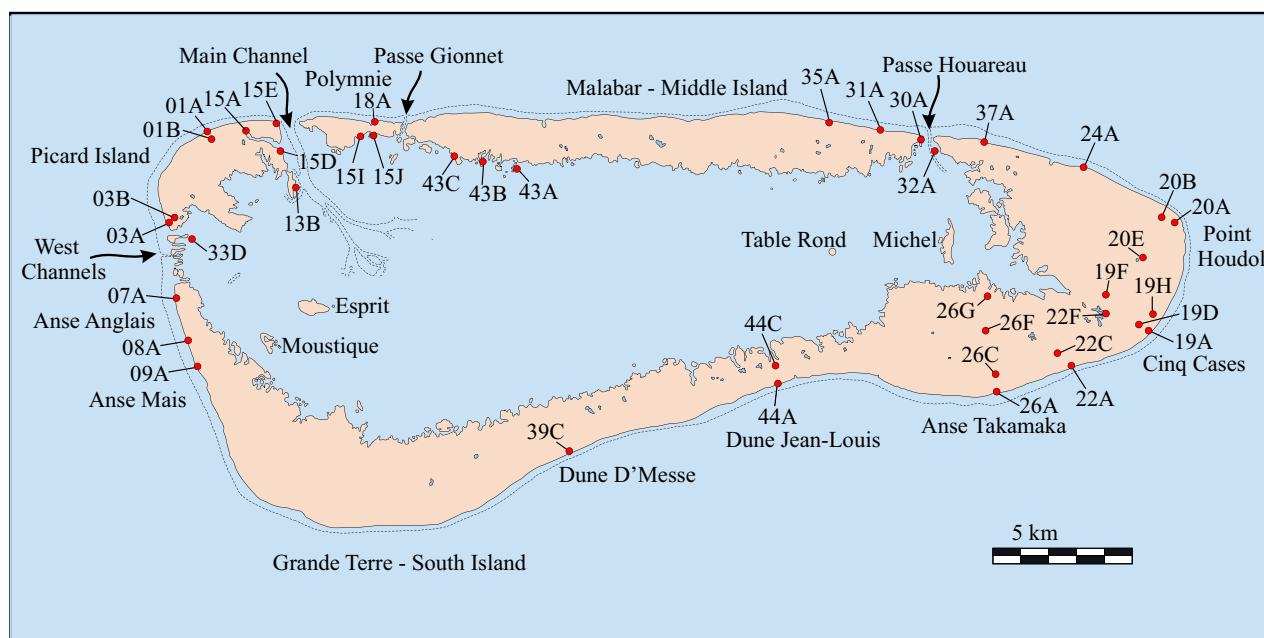 Main Channel
Passe Gionnet
Polymnie
Passe Houareau
Malabar - Middle Island
15E
15A
01A
01B
18A
35A
31A
30A
37A
24A
Picard Island
15D
15I
15J
43C
43B
43A
32A
13B
03B
03A
33D
20B
20A
Point
Houdol
West
Channels
Table Rond
Michel
20E
19F
19H
07A
Anse Anglais
Esprit
26G
26F
22F
19D
08A
Moustique
44C
19A
Cinq Cases
09A
Anse Mais
26C
22C
22A
26A
Anse Takamaka
44A
Dune Jean-Louis
39C
Dune D’Messe
5 km
Grande Terre - South Island